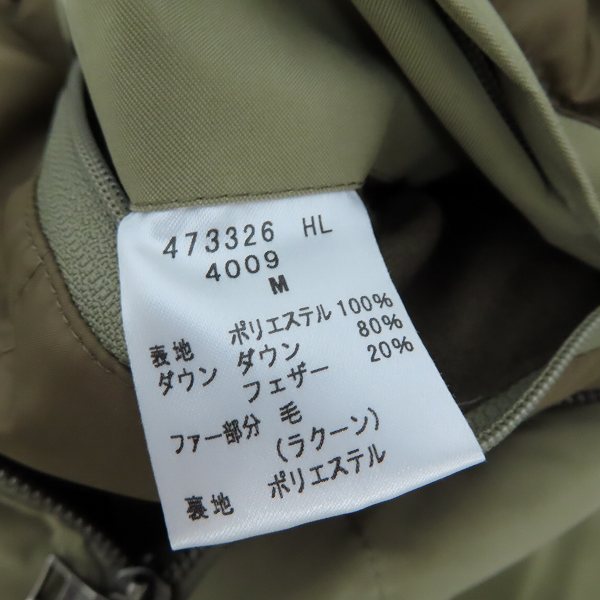 473326 HL
4009
M
表地 ポリエステル 100%
ダウン ダウン 80%
フェザー 20%
ファー部分 毛
(ラクーン)
裏地 ポリエステル